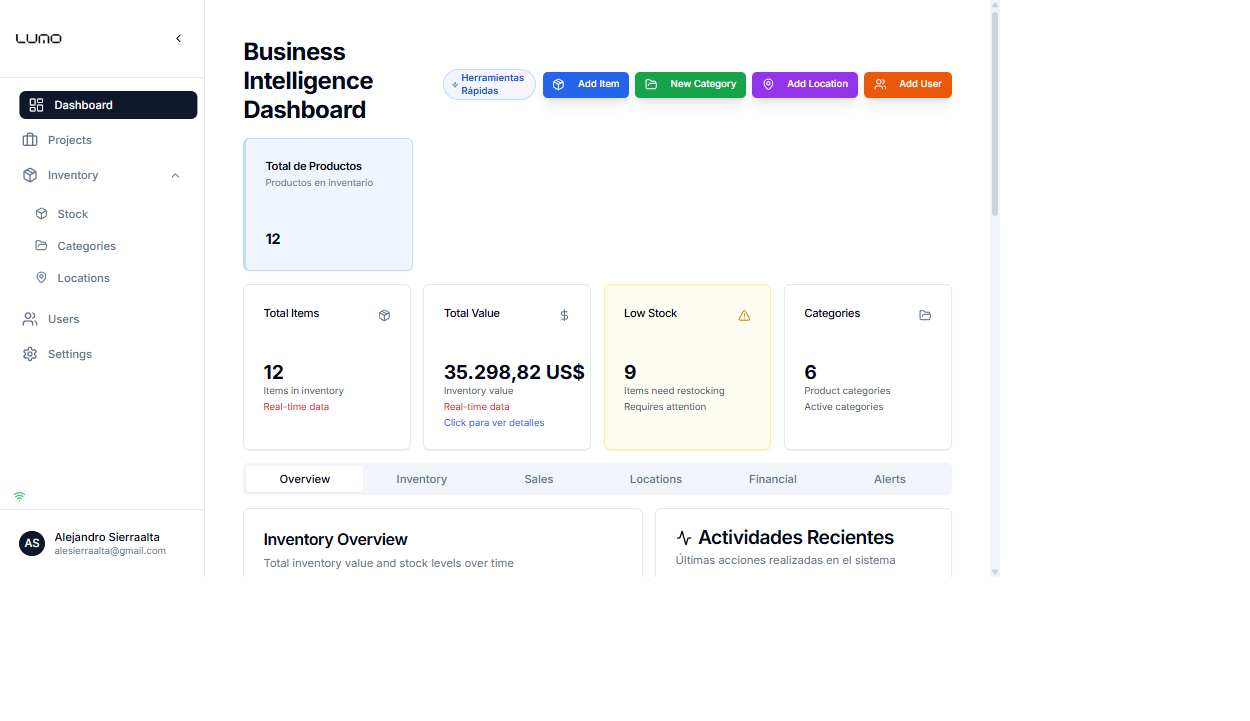 LUMO
Dashboard
Projects
Inventory
Stock
Categories
Locations
Users
Settings
AS
Alejandro Sierraalta
alesierraalta@gmail.com
Business
Intelligence
Dashboard
Herramientas
Rápidas
Add Item
New Category
Add Location
Add User
Total de Productos
Productos en inventario
12
Total Items
12
Items in inventory
Real-time data
Total Value
$
35.298,82 US$
Inventory value
Real-time data
Click para ver detalles
Low Stock
9
Items need restocking
Requires attention
Categories
6
Product categories
Active categories
Overview
Inventory
Sales
Locations
Financial
Alerts
Inventory Overview
Total inventory value and stock levels over time
Actividades Recientes
Últimas acciones realizadas en el sistema